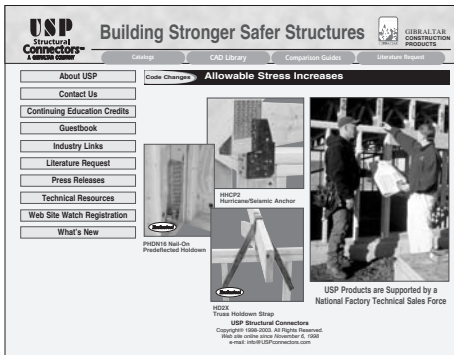 USP
Structural
Connectors™
A GIBRALTAR COMPANY
Building Stronger Safer Structures
GIBRALTAR
CONSTRUCTION
PRODUCTS
Catalogs
CAD Library
Comparison Guides
Literature Request
About USP
Contact Us
Continuing Education Credits
Guestbook
Industry Links
Literature Request
Press Releases
Technical Resources
Web Site Watch Registration
What's New
Code Changes
Allowable Stress Increases
HHCP2
Hurricane/Seismic Anchor
Exclusive!
PHDN16 Nail-On
Predeflected Holdown
Exclusive!
HD2X
Truss Holdown Strap
USP Products are Supported by a
National Factory Technical Sales Force
USP Structural Connectors
Copyright© 1998-2003. All Rights Reserved.
Web site online since November 6, 1998
e-mail: info@USPconnectors.com